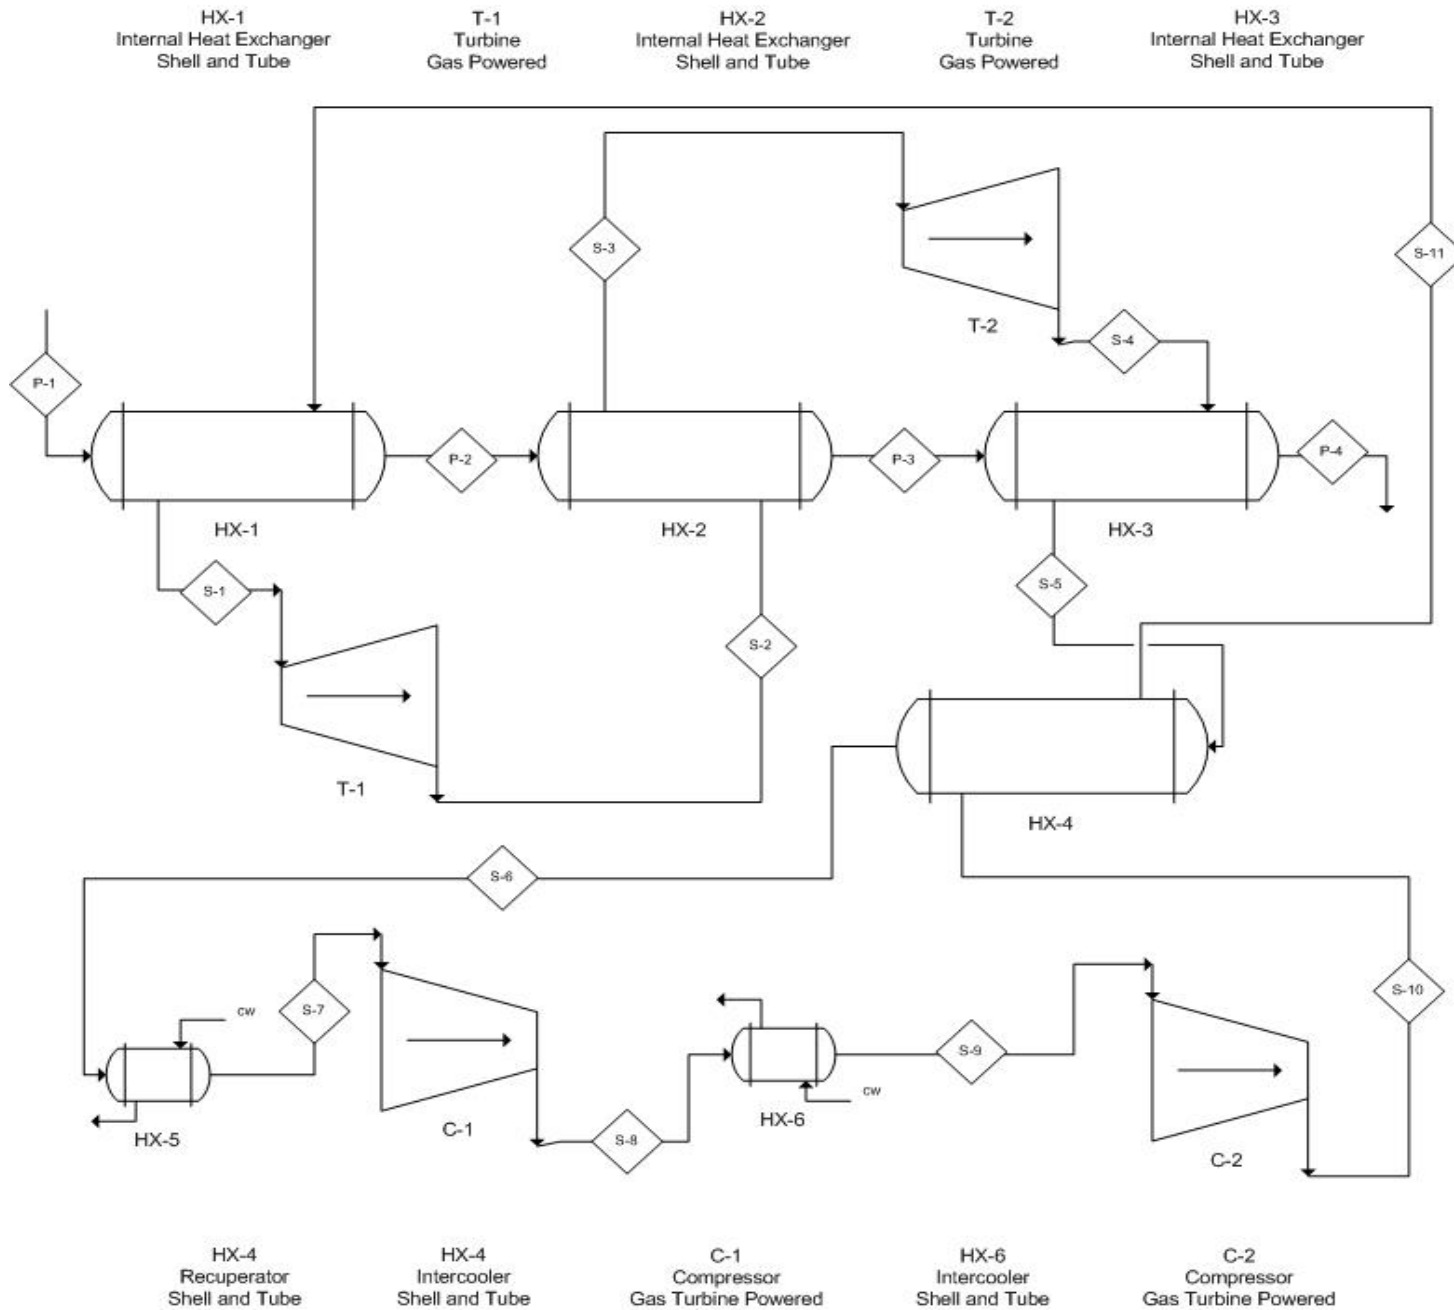 HX-1
Internal Heat Exchanger
Shell and Tube
T-1
Turbine
Gas Powered
HX-2
Internal Heat Exchanger
Shell and Tube
T-2
Turbine
Gas Powered
HX-3
Internal Heat Exchanger
Shell and Tube
S-3
S-11
T-2
S-4
P-1
P-2
P-3
P-4
HX-1
HX-2
HX-3
S-1
S-5
S-2
T-1
HX-4
S-6
S-7
cw
S-10
S-9
cw
HX-5
C-1
S-8
HX-6
C-2
HX-4
Recuperator
Shell and Tube
HX-4
Intercooler
Shell and Tube
C-1
Compressor
Gas Turbine Powered
HX-6
Intercooler
Shell and Tube
C-2
Compressor
Gas Turbine Powered